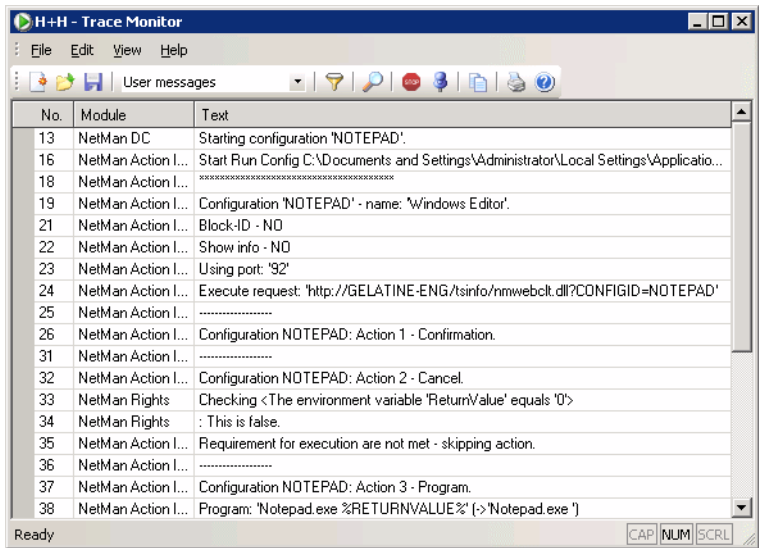 H+H - Trace Monitor
File Edit View Help
User messages STOP
No. Module Text
13 NetMan DC Starting configuration 'NOTEPAD'.
16 NetMan Action I... Start Run Config C:\Documents and Settings\Administrator\Local Settings\Applicatio...
18 NetMan Action I... **************************************
19 NetMan Action I... Configuration 'NOTEPAD' - name: 'Windows Editor'.
21 NetMan Action I... Block-ID - NO
22 NetMan Action I... Show info - NO
23 NetMan Action I... Using port: '92'
24 NetMan Action I... Execute request: 'http://GELATINE-ENG/tsinfo/nmwebclt.dll?CONFIGID=NOTEPAD'
25 NetMan Action I... -------------------
26 NetMan Action I... Configuration NOTEPAD: Action 1 - Confirmation.
31 NetMan Action I... -------------------
32 NetMan Action I... Configuration NOTEPAD: Action 2 - Cancel.
33 NetMan Rights Checking <The environment variable 'ReturnValue' equals '0'>
34 NetMan Rights : This is false.
35 NetMan Action I... Requirement for execution are not met - skipping action.
36 NetMan Action I... -------------------
37 NetMan Action I... Configuration NOTEPAD: Action 3 - Program.
38 NetMan Action I... Program: 'Notepad.exe %RETURNVALUE%' (->'Notepad.exe ')
Ready CAP NUM SCRL